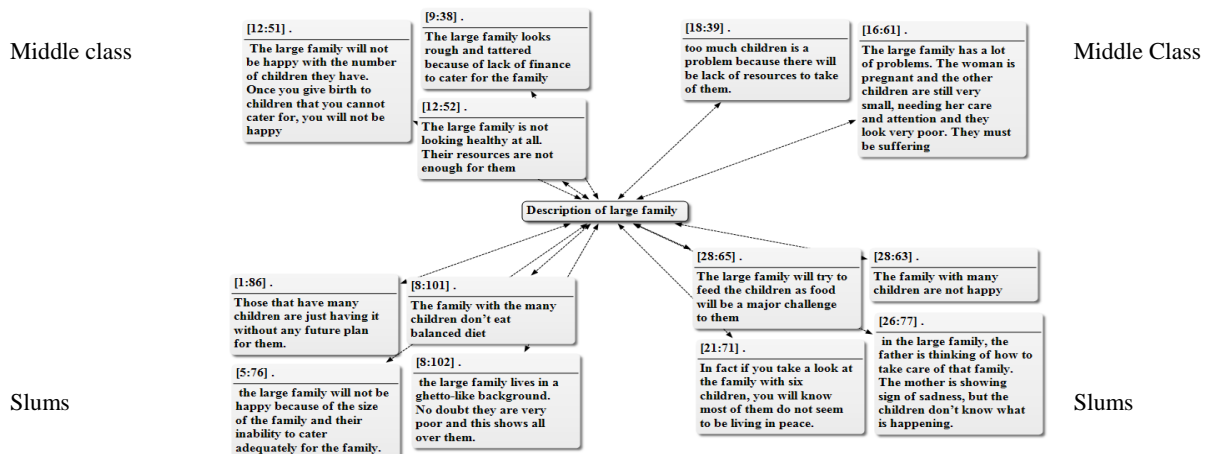 Middle class
[12:51] .
The large family will not
be happy with the number
of children they have.
Once you give birth to
children that you cannot
cater for, you will not be
happy
[9:38] .
The large family looks
rough and tattered
because of lack of finance
to cater for the family
[12:52] .
The large family is not
looking healthy at all.
Their resources are not
enough for them
[18:39] .
too much children is a
problem because there will
be lack of resources to take
of them.
[16:61] .
The large family has a lot
of problems. The woman is
pregnant and the other
children are still very
small, needing her care
and attention and they
look very poor. They must
be suffering
Middle Class
Description of large family
[1:86] .
Those that have many
children are just having it
without any future plan
for them.
[8:101] .
The family with the many
children don't eat
balanced diet
[28:65] .
The large family will try to
feed the children as food
will be a major challenge
to them
[28:63] .
The family with many
children are not happy
Slums
[5:76] .
the large family will not be
happy because of the size
of the family and their
inability to cater
adequately for the family.
[8:102] .
the large family lives in a
ghetto-like background.
No doubt they are very
poor and this shows all
over them.
[21:71] .
In fact if you take a look at
the family with six
children, you will know
most of them do not seem
to be living in peace.
[26:77] .
in the large family, the
father is thinking of how to
take care of that family.
The mother is showing
sign of sadness, but the
children don't know what
is happening.
Slums